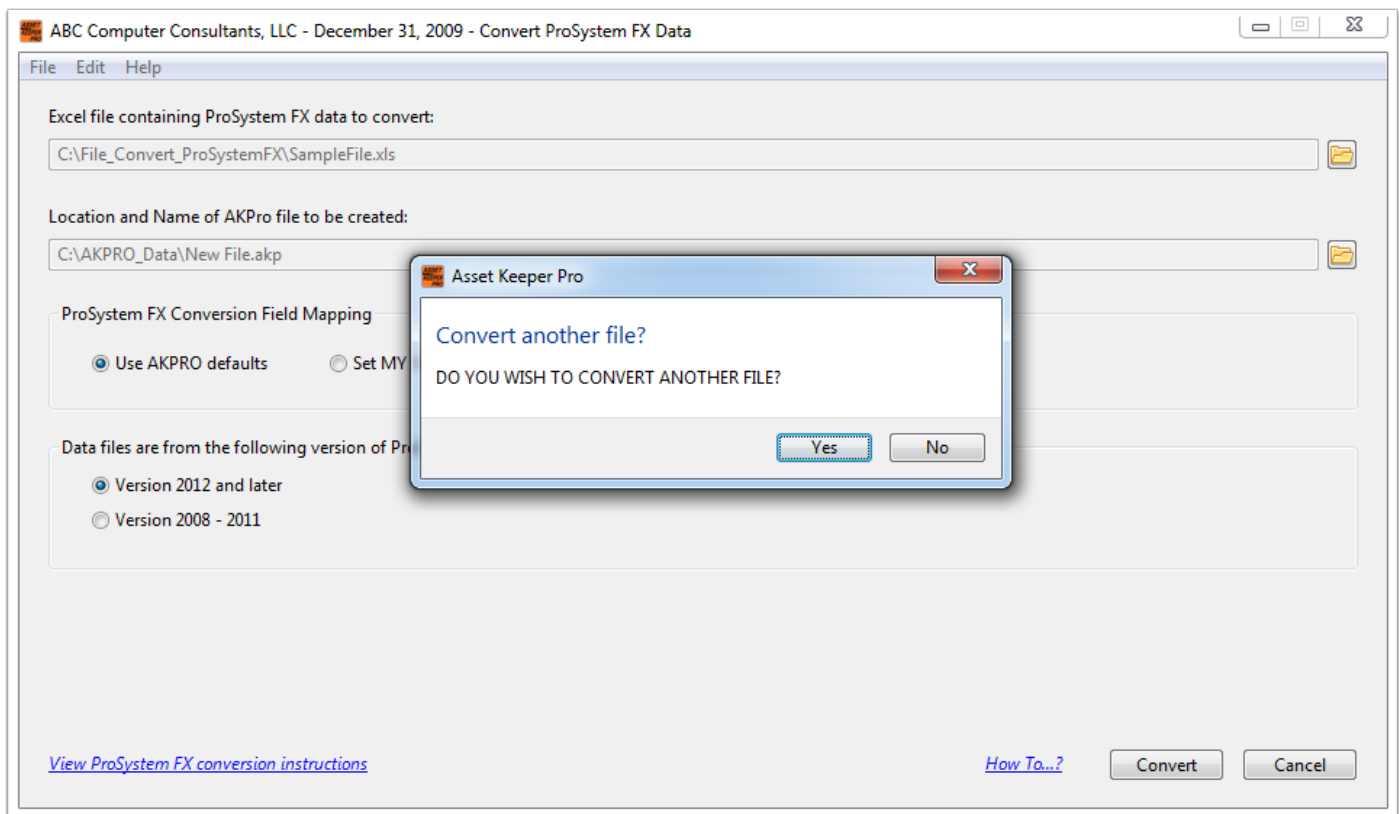 ABC Computer Consultants, LLC - December 31, 2009 - Convert ProSystem FX Data
File Edit Help
Excel file containing ProSystem FX data to convert:
C:\File_Convert_ProSystemFX\SampleFile.xls
Location and Name of AKPro file to be created:
C:\AKPRO_Data\New File.akp
ASSET KEEPER PRO Asset Keeper Pro
ProSystem FX Conversion Field Mapping
Convert another file?
Use AKPRO defaults Set MY
DO YOU WISH TO CONVERT ANOTHER FILE?
Yes No
Data files are from the following version of
Version 2012 and later
Version 2008 - 2011
View ProSystem FX conversion instructions How To...? Convert Cancel